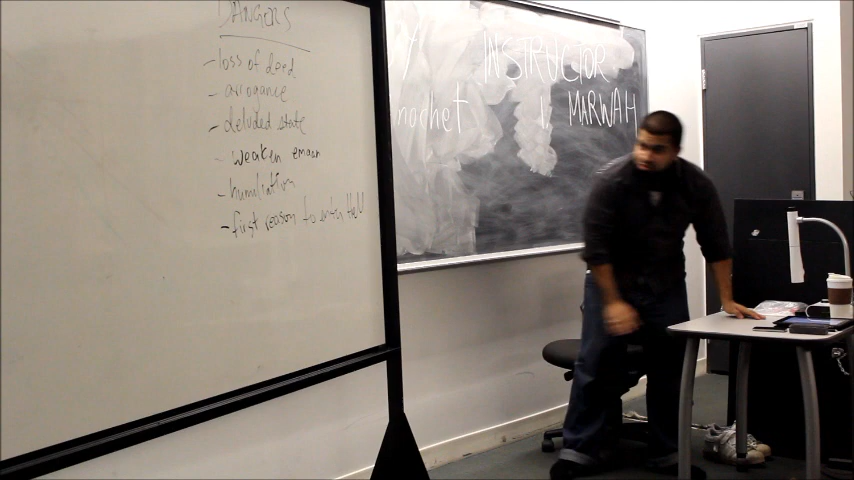 DANGERS
-loss of deed
-arrogance
-deluded state
-weaken emaan
-humiliation
-first reason to enter Hell
INSTRUCTOR
nochet
MARWAH